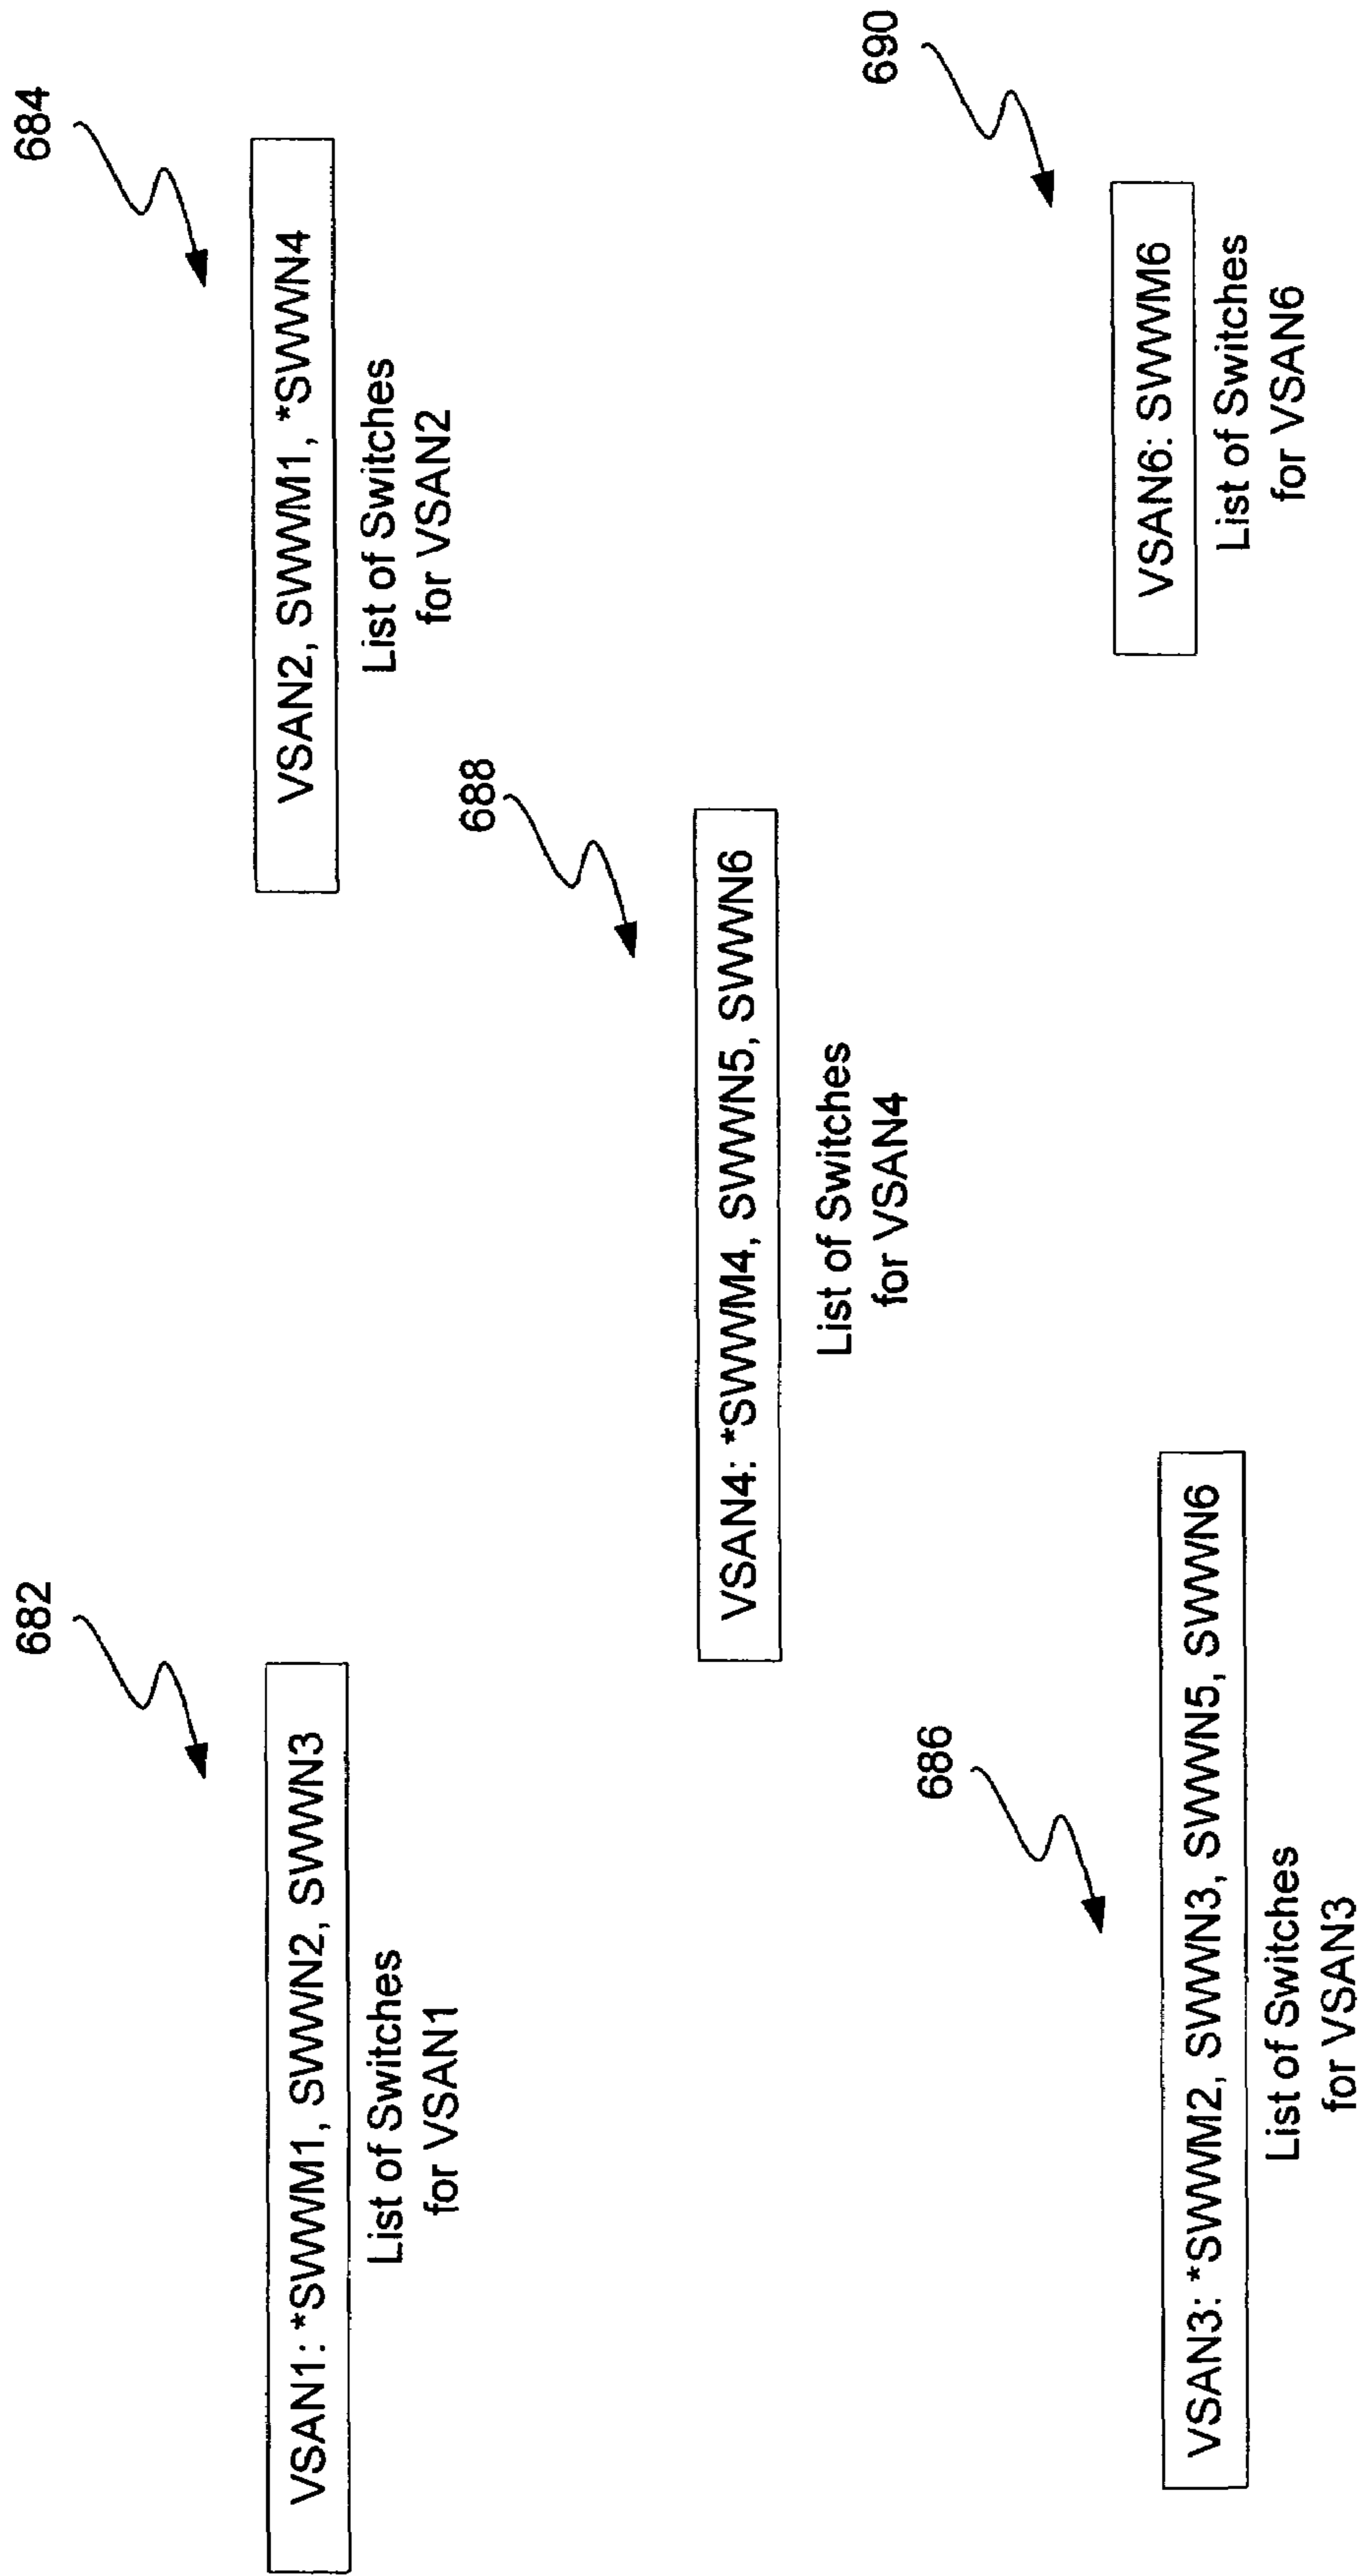 682
VSAN1: *SWWM1, SWWN2, SWWN3
List of Switches
for VSAN1
684
VSAN2, SWWM1, *SWWN4
List of Switches
for VSAN2
688
VSAN4: *SWWM4, SWWN5, SWWN6
List of Switches
for VSAN4
686
VSAN3: *SWWM2, SWWN3, SWWN5, SWWN6
List of Switches
for VSAN3
690
VSAN6: SWWM6
List of Switches
for VSAN6